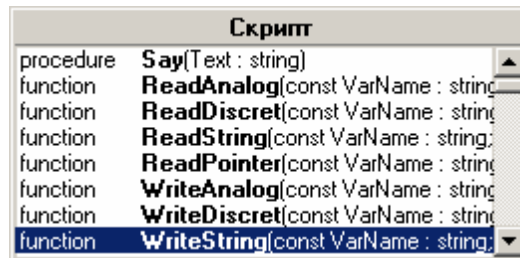 Скрипт
procedure Say(Text : string)
function ReadAnalog(const VarName : string
function ReadDiscret(const VarName : string
function ReadString(const VarName : string;
function ReadPointer(const VarName : string
function WriteAnalog(const VarName : string
function WriteDiscret(const VarName : string
function WriteString(const VarName : string;